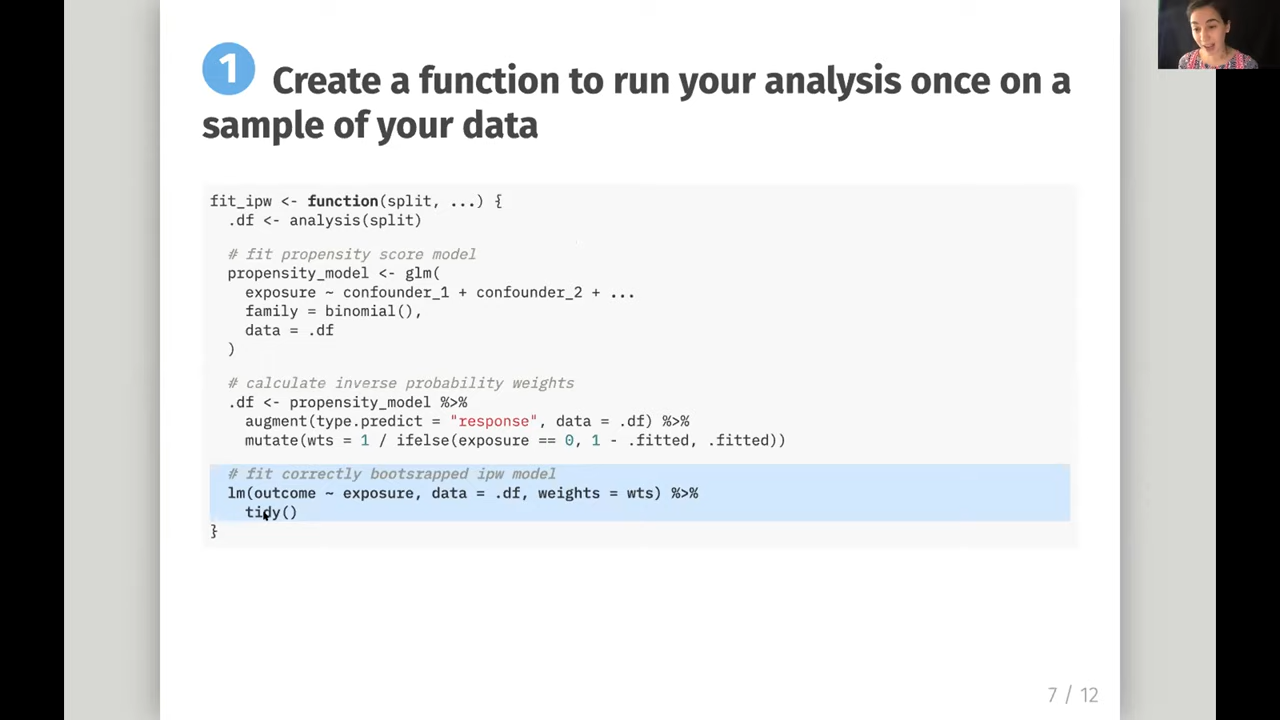 1 Create a function to run your analysis once on a
sample of your data
fit_ipw <- function(split, ...) {
  .df <- analysis(split)
  # fit propensity score model
  propensity_model <- glm(
    exposure ~ confounder_1 + confounder_2 + ...
    family = binomial(),
    data = .df
  )
  # calculate inverse probability weights
  .df <- propensity_model %>%
    augment(type.predict = "response", data = .df) %>%
    mutate(wts = 1 / ifelse(exposure == 0, 1 - .fitted, .fitted))
  # fit correctly bootsrapped ipw model
  lm(outcome ~ exposure, data = .df, weights = wts) %>%
    tidy()
}
7 / 12